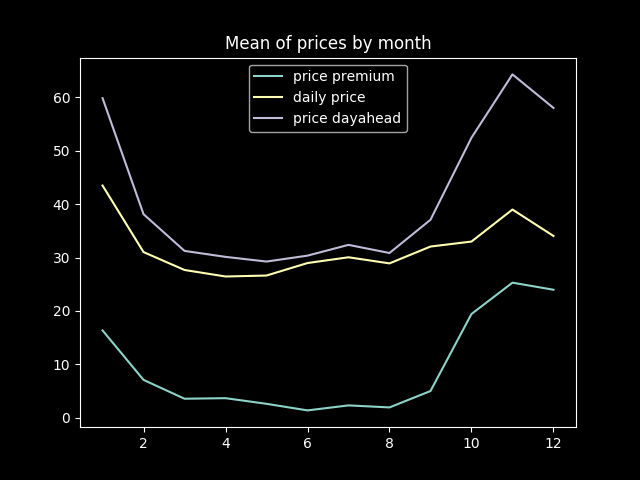 Mean of prices by month
price premium
daily price
price dayahead
60
50
40
30
20
10
0
2 4 6 8 10 12